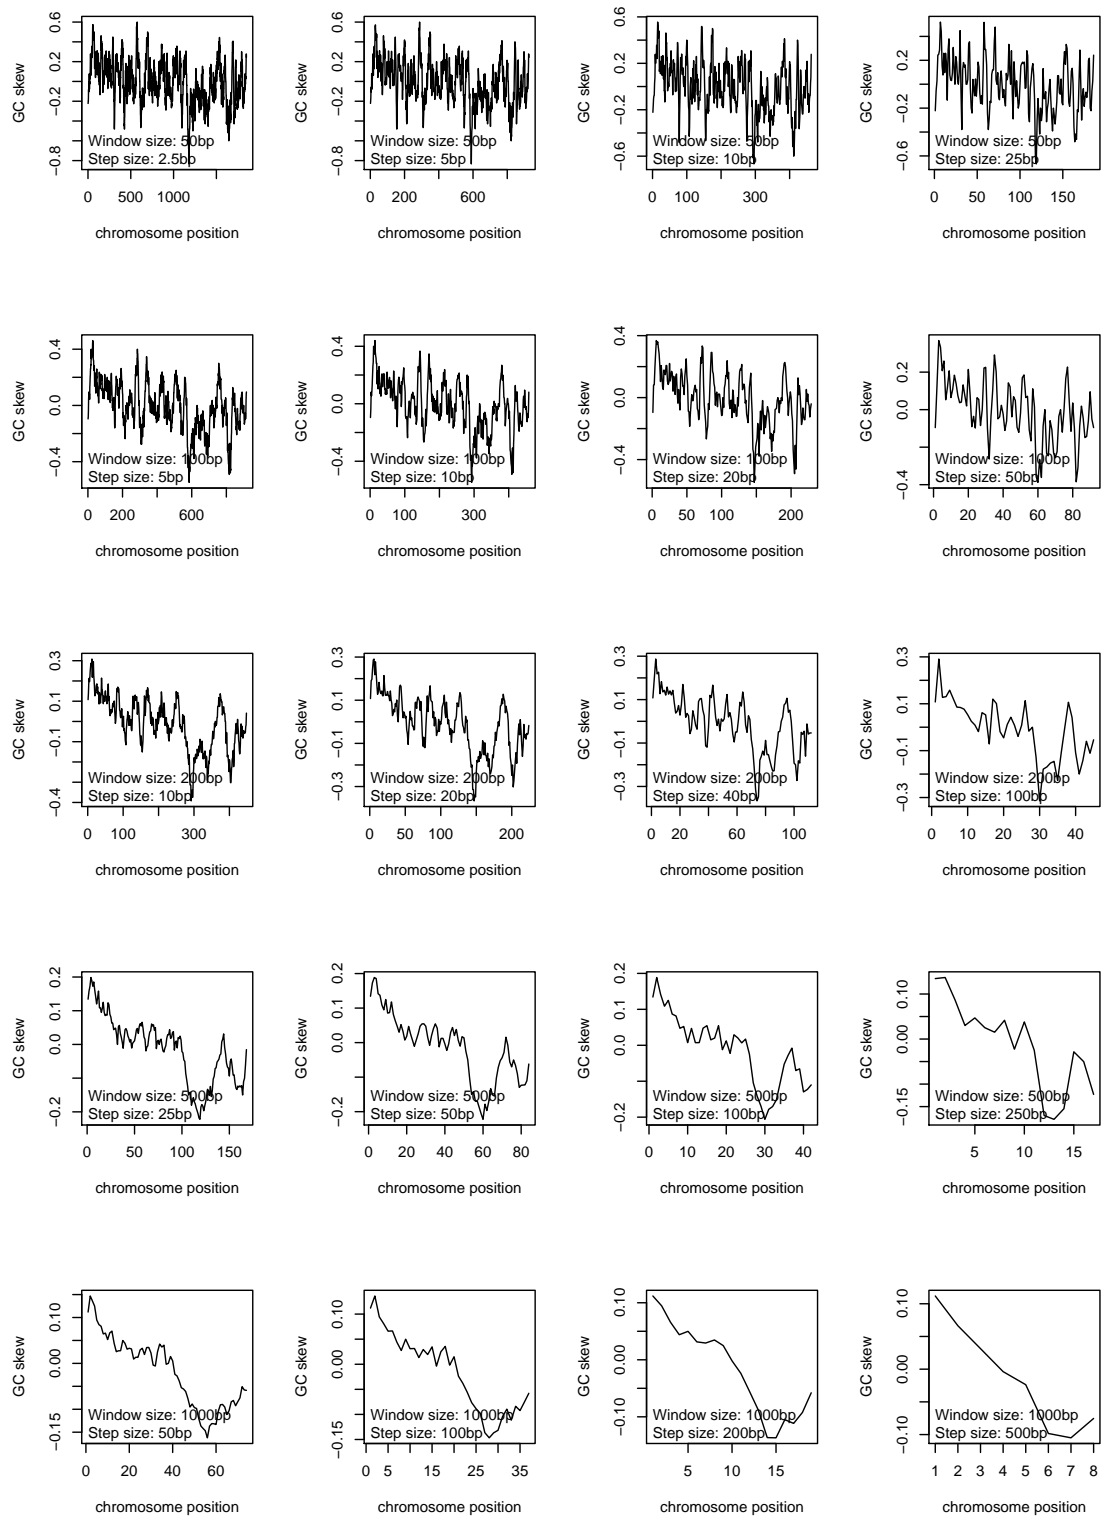 GC skew
0.6
0.2
−0.2
−0.8
Window size: 50bp
Step size: 2.5bp
0 500 1000
chromosome position
GC skew
0.6
0.2
−0.2
−0.8
Window size: 50bp
Step size: 5bp
0 200 600
chromosome position
GC skew
0.6
0.2
−0.2
−0.6
Window size: 50bp
Step size: 10bp
0 100 300
chromosome position
GC skew
0.2
−0.2
−0.6
Window size: 50bp
Step size: 25bp
0 50 100 150
chromosome position
GC skew
0.4
0.0
−0.4
Window size: 100bp
Step size: 5bp
0 200 600
chromosome position
GC skew
0.4
0.0
−0.4
Window size: 100bp
Step size: 10bp
0 100 300
chromosome position
GC skew
0.4
0.0
−0.4
Window size: 100bp
Step size: 20bp
0 50 100 200
chromosome position
GC skew
0.2
0.0
−0.4
Window size: 100bp
Step size: 50bp
0 20 40 60 80
chromosome position
GC skew
0.3
0.1
−0.1
−0.4
Window size: 200bp
Step size: 10bp
0 100 300
chromosome position
GC skew
0.3
0.1
−0.1
−0.3
Window size: 200bp
Step size: 20bp
0 50 100 200
chromosome position
GC skew
0.3
0.1
−0.1
−0.3
Window size: 200bp
Step size: 40bp
0 20 60 100
chromosome position
GC skew
0.3
0.1
−0.1
−0.3
Window size: 200bp
Step size: 100bp
0 10 20 30 40
chromosome position
GC skew
0.2
0.1
0.0
−0.2
Window size: 500bp
Step size: 25bp
0 50 100 150
chromosome position
GC skew
0.2
0.1
0.0
−0.2
Window size: 500bp
Step size: 50bp
0 20 40 60 80
chromosome position
GC skew
0.2
0.1
0.0
−0.2
Window size: 500bp
Step size: 100bp
0 10 20 30 40
chromosome position
GC skew
0.10
0.00
−0.15
Window size: 500bp
Step size: 250bp
5 10 15
chromosome position
GC skew
0.10
0.00
−0.15
Window size: 1000bp
Step size: 50bp
0 20 40 60
chromosome position
GC skew
0.10
0.00
−0.15
Window size: 1000bp
Step size: 100bp
0 5 15 25 35
chromosome position
GC skew
0.10
0.00
−0.10
Window size: 1000bp
Step size: 200bp
5 10 15
chromosome position
GC skew
0.10
0.00
−0.10
Window size: 1000bp
Step size: 500bp
1 2 3 4 5 6 7 8
chromosome position